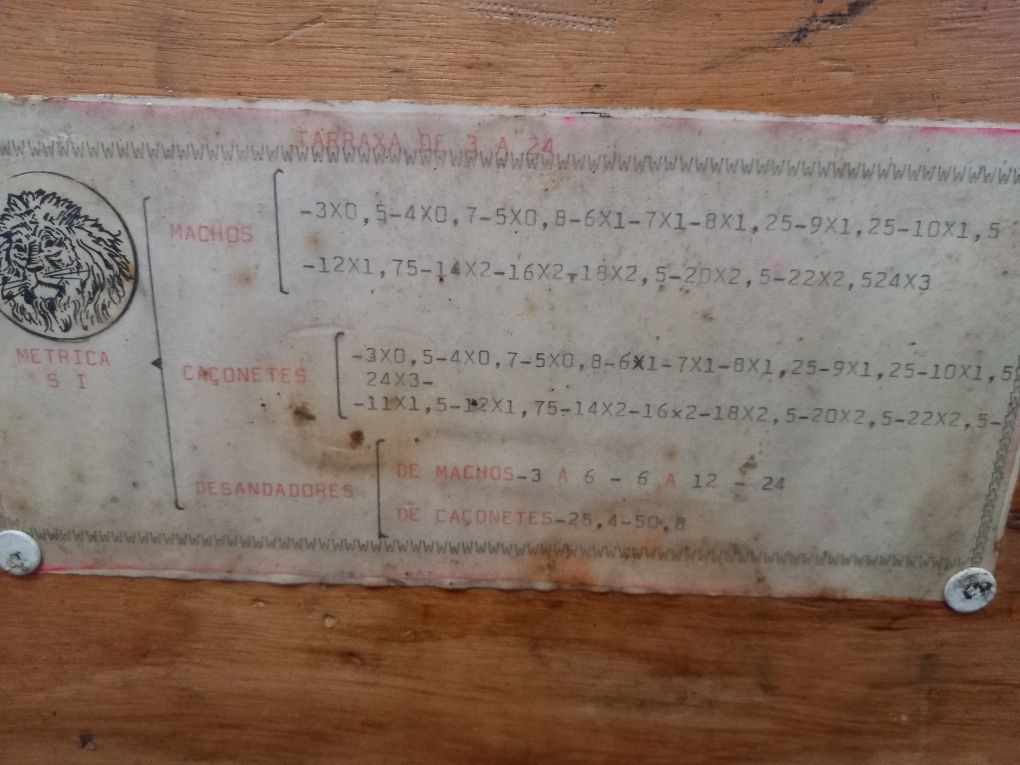 TARRAXA DE 3 A 24
MACHOS
-3X0,5-4X0,7-5X0,8-6X1-7X1-8X1,25-9X1,25-10X1,5
-12X1,75-14X2-16X2-18X2,5-20X2,5-22X2,524X3
METRICA
S I
CAÇONETES
-3X0,5-4X0,7-5X0,8-6x1-7X1-8X1,25-9X1,25-10X1,5
24X3-
-11X1,5-12X1,75-14X2-16x2-18X2,5-20X2,5-22X2,5-
DESANDADORES
DE MACHOS-3 A 6 - 6 A 12 - 24
DE CAÇONETES-25,4-50,8